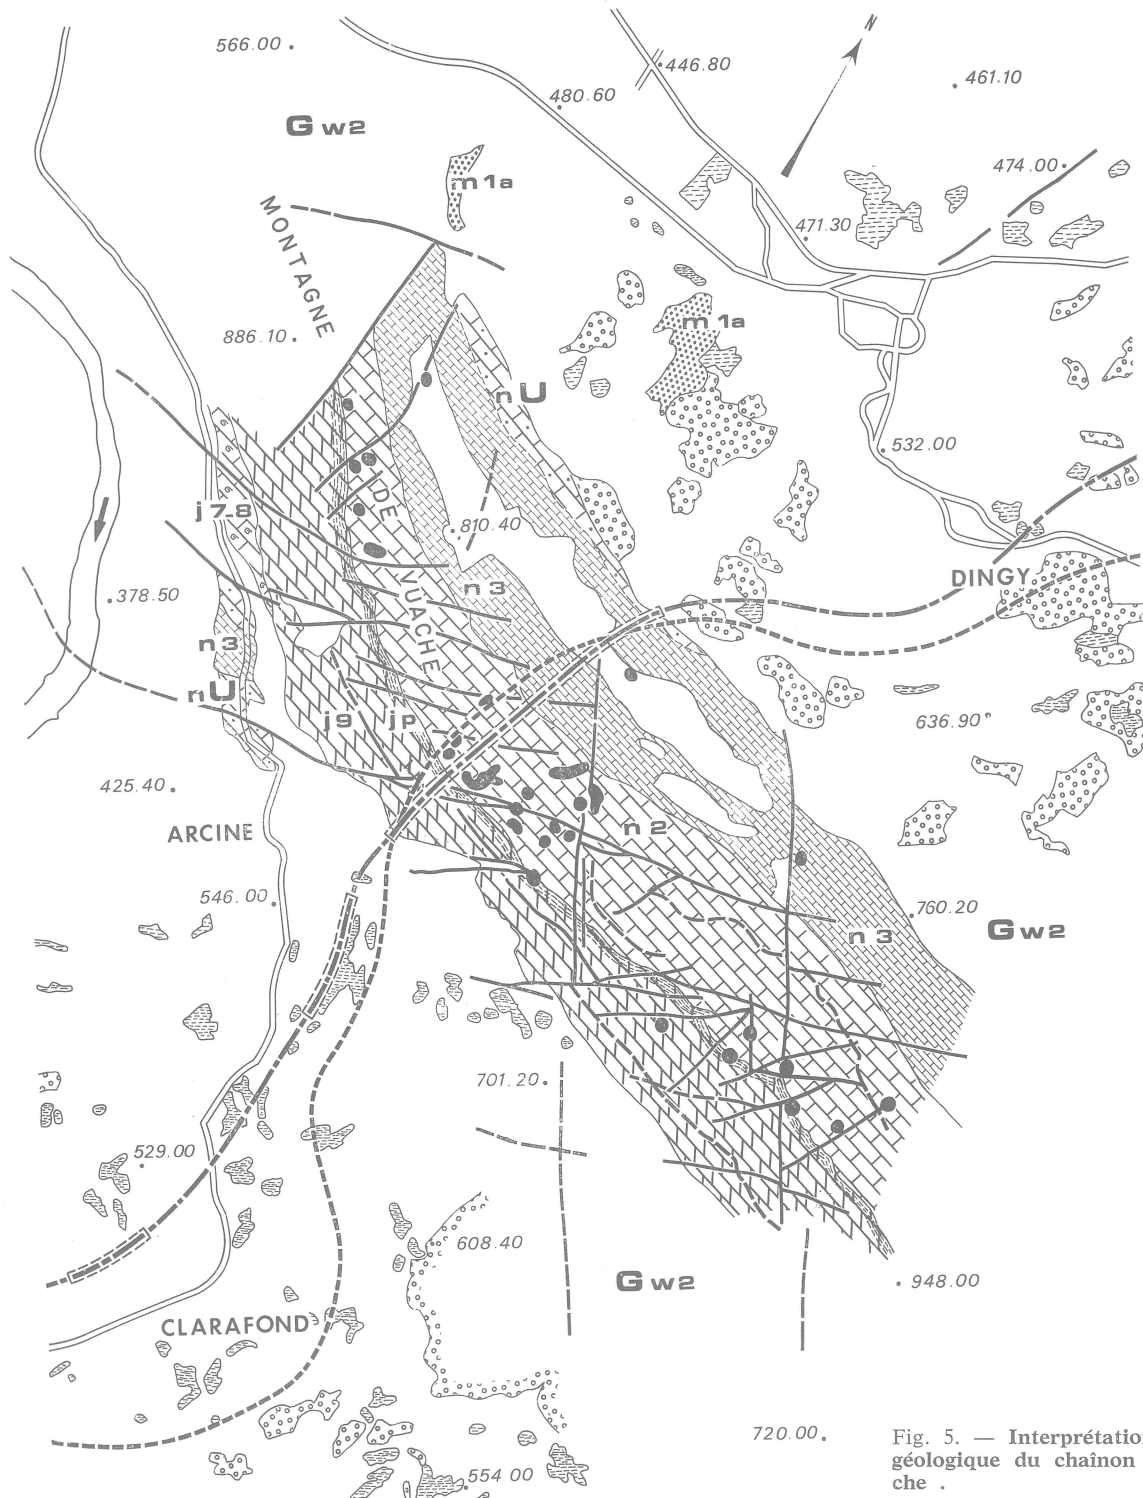 N
566.00
446.80
461.10
480.60
G w2
474.00
m1a
471.30
MONTAGNE
886.10
m1a
nU
532.00
DE
j7-8
810.40
DINGY
378.50
n3
VUACHE
n3
nU
j9
jp
636.90
425.40
ARCINE
n2
546.00
760.20
G w2
n3
701.20
529.00
608.40
G w2
948.00
CLARAFOND
720.00
554 00
Fig. 5. — Interprétation
géologique du chaînon
che .